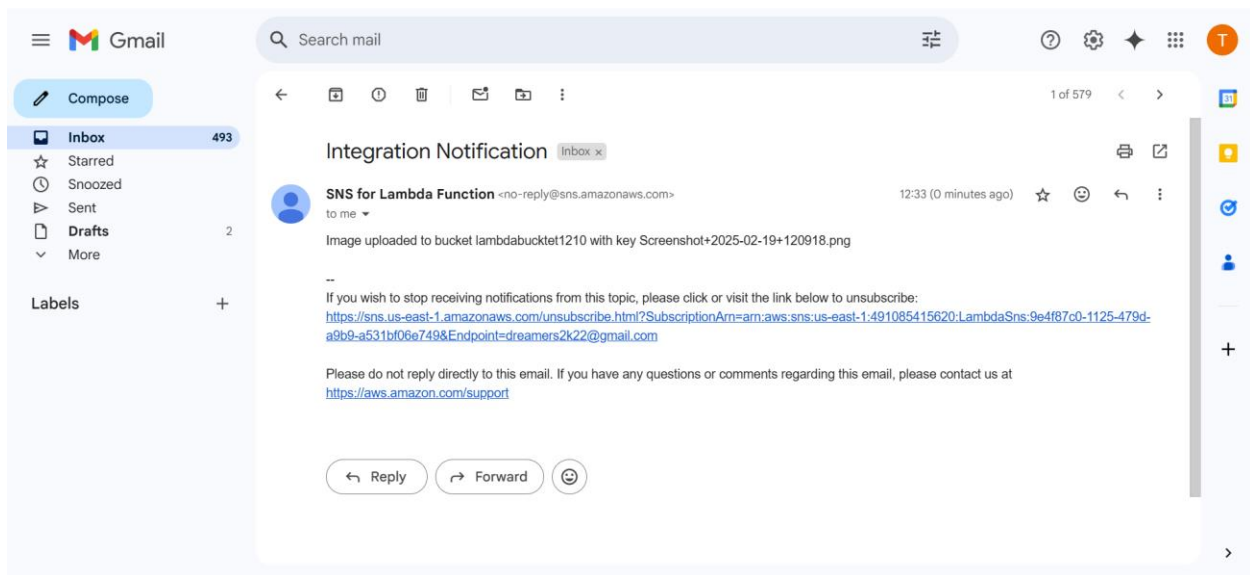 Gmail
Search mail
T
Compose
1 of 579
31
Inbox 493
Integration Notification Inbox x
Starred
Snoozed
SNS for Lambda Function <no-reply@sns.amazonaws.com> 12:33 (0 minutes ago)
Sent
to me
Drafts 2
Image uploaded to bucket lambdabucktet1210 with key Screenshot+2025-02-19+120918.png
More
--
If you wish to stop receiving notifications from this topic, please click or visit the link below to unsubscribe:
Labels
https://sns.us-east-1.amazonaws.com/unsubscribe.html?SubscriptionArn=arn:aws:sns:us-east-1:491085415620:LambdaSns:9e4f87c0-1125-479d-
a9b9-a531bf06e749&Endpoint=dreamers2k22@gmail.com
Please do not reply directly to this email. If you have any questions or comments regarding this email, please contact us at
https://aws.amazon.com/support
Reply
Forward